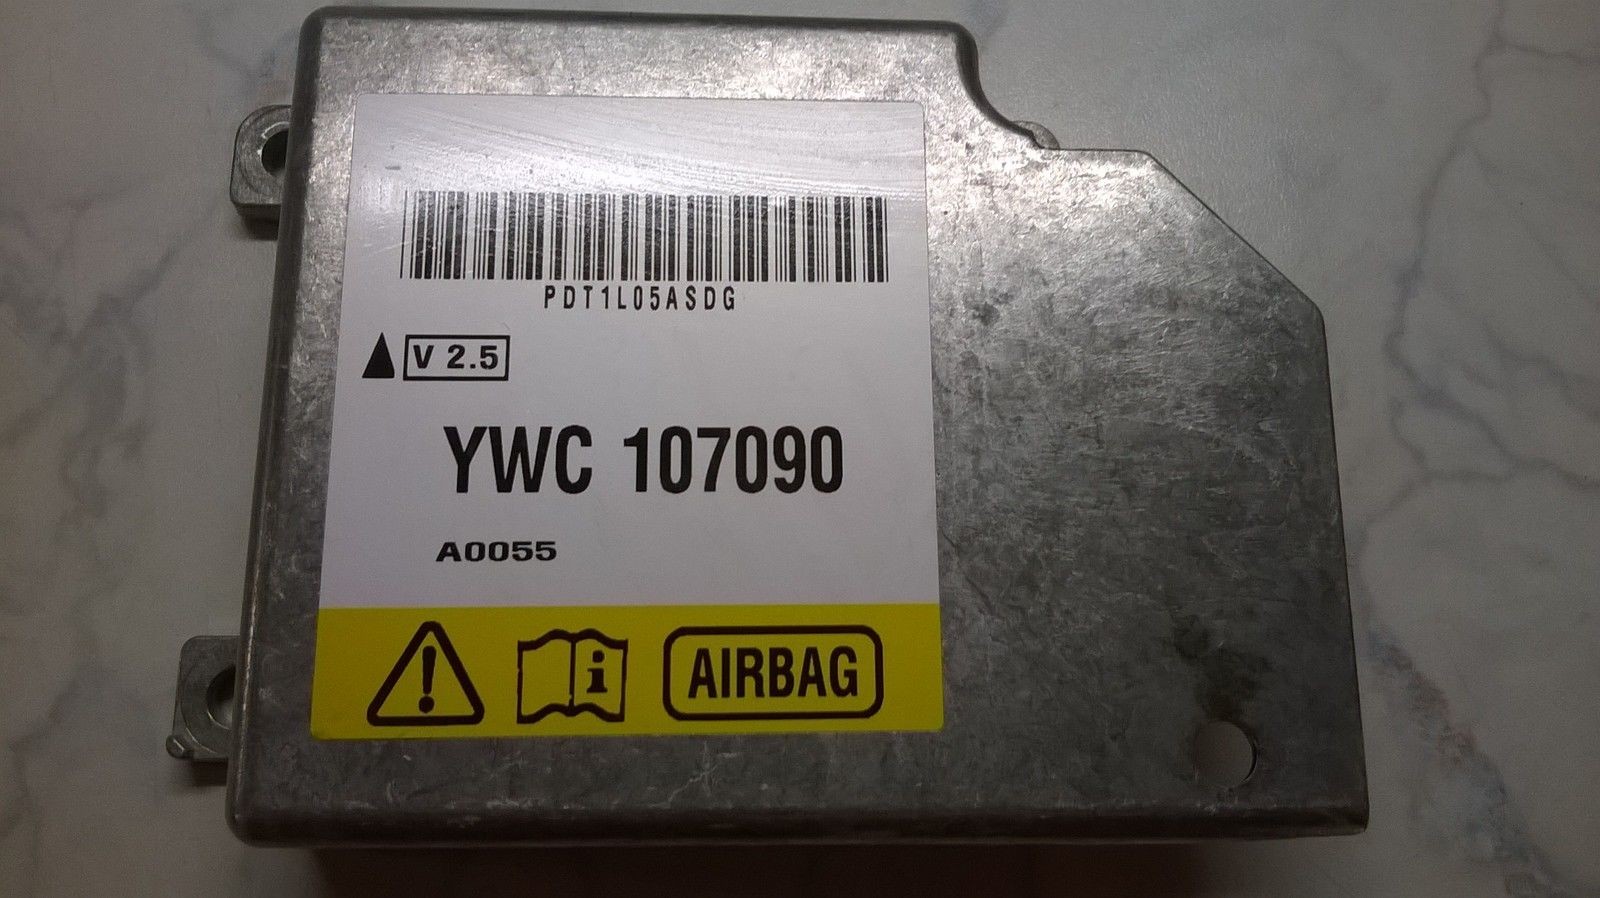 PDT1L05ASDG
V 2.5
YWC 107090
A0055
AIRBAG